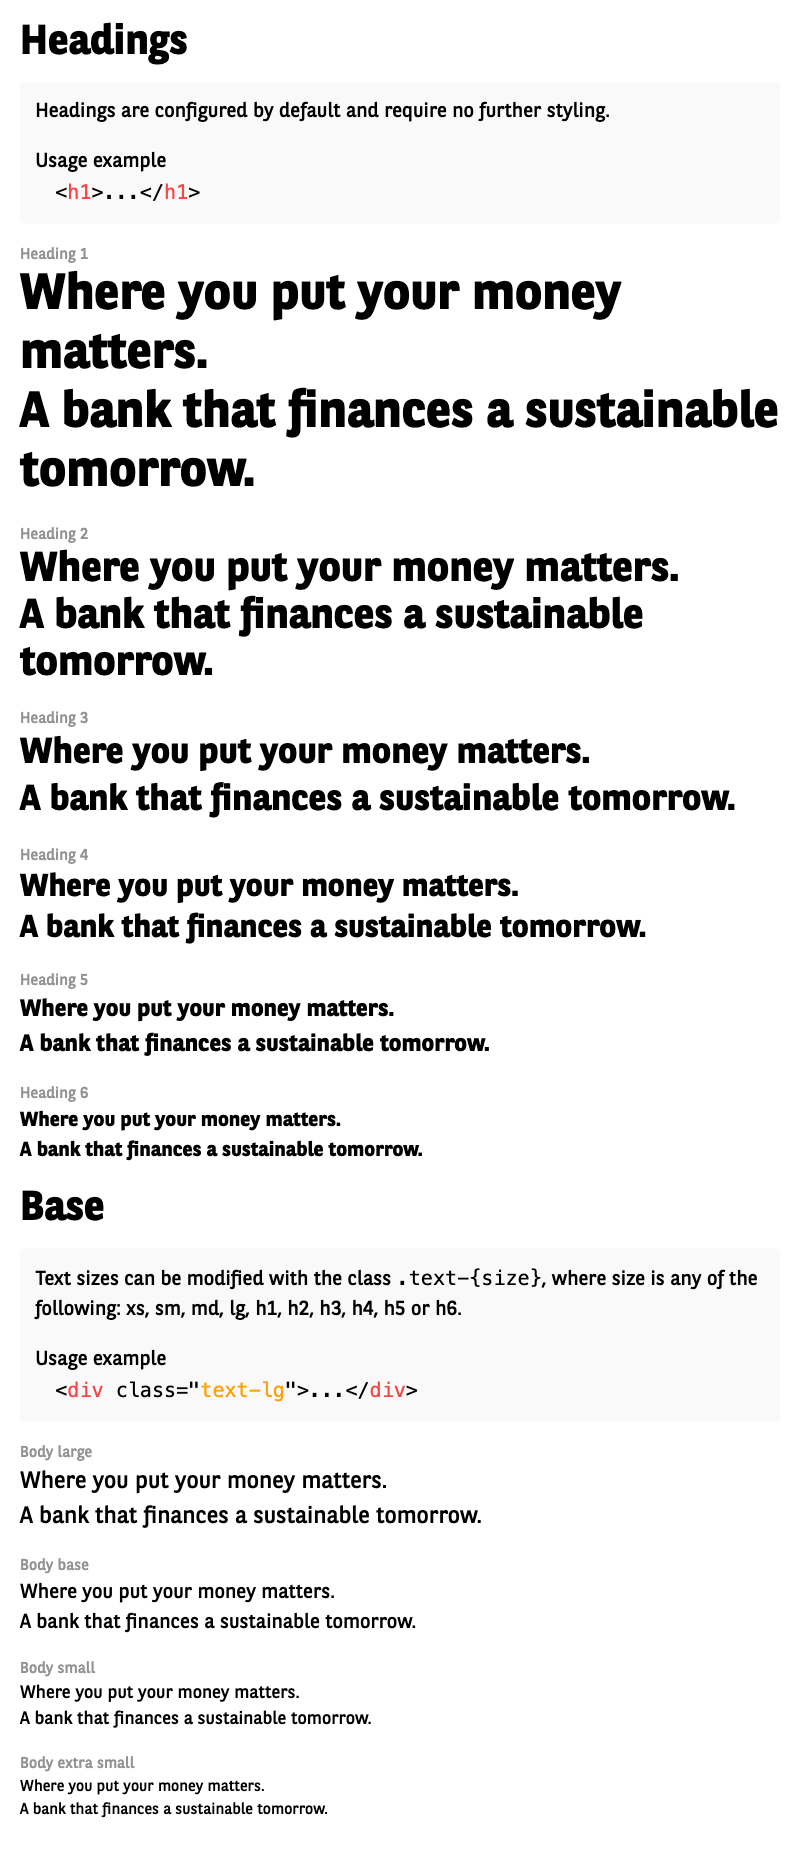 Headings
Headings are configured by default and require no further styling.
Usage example
<h1>...</h1>
Heading 1
Where you put your money
matters.
A bank that finances a sustainable
tomorrow.
Heading 2
Where you put your money matters.
A bank that finances a sustainable
tomorrow.
Heading 3
Where you put your money matters.
A bank that finances a sustainable tomorrow.
Heading 4
Where you put your money matters.
A bank that finances a sustainable tomorrow.
Heading 5
Where you put your money matters.
A bank that finances a sustainable tomorrow.
Heading 6
Where you put your money matters.
A bank that finances a sustainable tomorrow.
Base
Text sizes can be modified with the class .text-{size}, where size is any of the
following: xs, sm, md, lg, h1, h2, h3, h4, h5 or h6.
Usage example
<div class="text-lg">...</div>
Body large
Where you put your money matters.
A bank that finances a sustainable tomorrow.
Body base
Where you put your money matters.
A bank that finances a sustainable tomorrow.
Body small
Where you put your money matters.
A bank that finances a sustainable tomorrow.
Body extra small
Where you put your money matters.
A bank that finances a sustainable tomorrow.